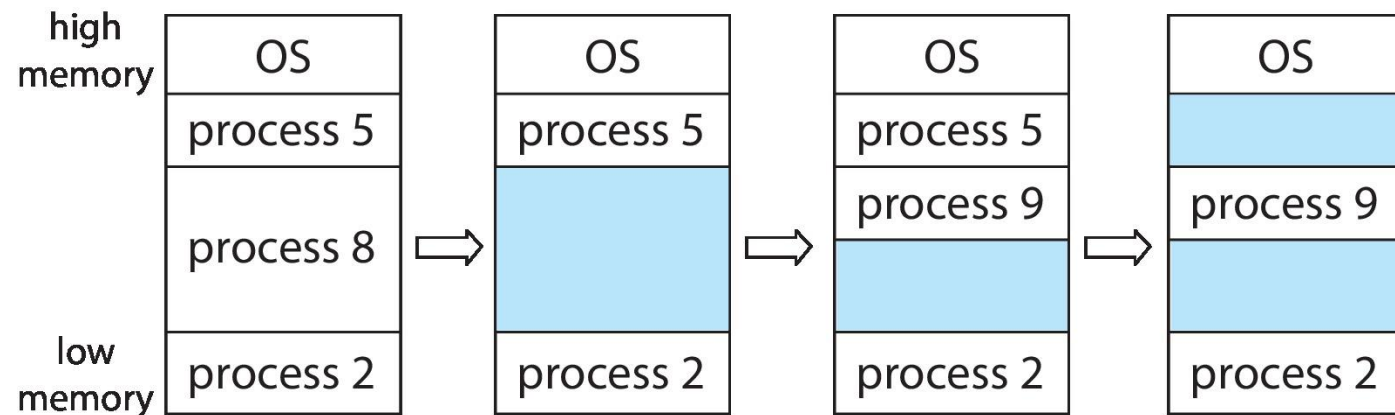 high
memory
OS
process 5
process 8
process 2
low
memory
OS
process 5
process 2
OS
process 5
process 9
process 2
OS
process 9
process 2